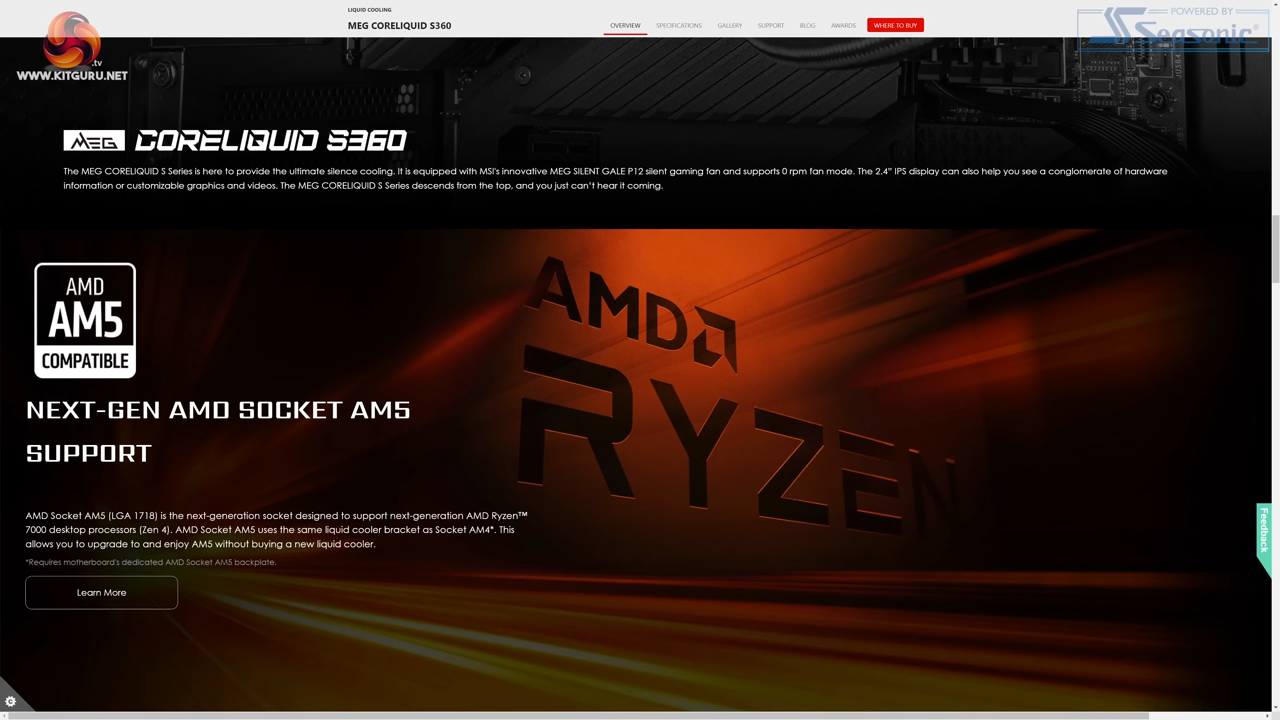 LIQUID COOLING
MEG CORELIQUID S360
OVERVIEW SPECIFICATIONS GALLERY SUPPORT BLOG AWARDS WHERE TO BUY
POWERED BY
Seasonic®
.tv
WWW.KITGURU.NET
JUSB4
MEG CORELIQUID S360
The MEG CORELIQUID S Series is here to provide the ultimate silence cooling. It is equipped with MSI's innovative MEG SILENT GALE P12 silent gaming fan and supports 0 rpm fan mode. The 2.4" IPS display can also help you see a conglomerate of hardware
information or customizable graphics and videos. The MEG CORELIQUID S Series descends from the top, and you just can't hear it coming.
AMD
AM5
COMPATIBLE
AMD
RYZEN
NEXT-GEN AMD SOCKET AM5
SUPPORT
AMD Socket AM5 (LGA 1718) is the next-generation socket designed to support next-generation AMD Ryzen™
7000 desktop processors (Zen 4). AMD Socket AM5 uses the same liquid cooler bracket as Socket AM4*. This
allows you to upgrade to and enjoy AM5 without buying a new liquid cooler.
*Requires motherboard's dedicated AMD Socket AM5 backplate.
Learn More
Feedback